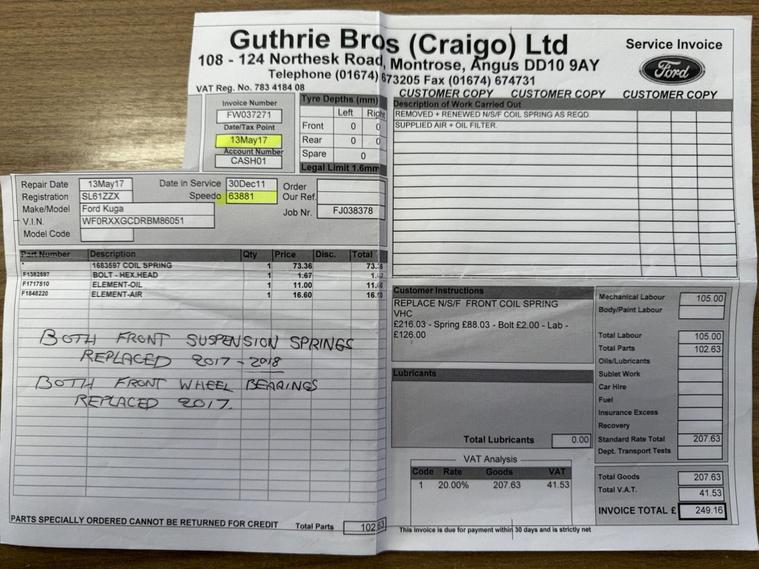 Guthrie Bros (Craigo) Ltd
108 - 124 Northesk Road, Montrose, Angus DD10 9AY
Telephone (01674) 673205 Fax (01674) 674731
VAT Reg. No. 783 4184 08
Service Invoice
Ford
CUSTOMER COPY CUSTOMER COPY CUSTOMER COPY
Invoice Number
FW037271
Date/Tax Point
13May17
Account Number
CASH01
Tyre Depths (mm)
Left Right
Front 0 0
Rear 0 0
Spare 0
Legal Limit 1.6mm
Description of Work Carried Out
REMOVED + RENEWED N/S/F COIL SPRING AS REQD.
SUPPLIED AIR + OIL FILTER.
Repair Date 13May17 Date in Service 30Dec11 Order
Registration SL61ZZX Speedo 63881 Our Ref.
Make/Model Ford Kuga Job Nr. FJ038378
V.I.N. WF0RXXGCDRBM86051
Model Code
Part Number Description Qty Price Disc. Total
* 1683597 COIL SPRING 1 73.36
F1382697 BOLT - HEX.HEAD 1 1.67
F1717510 ELEMENT-OIL 1 11.00
F1848220 ELEMENT-AIR 1 16.60
BOTH FRONT SUSPENSION SPRINGS
REPLACED 2017-2018
BOTH FRONT WHEEL BEARINGS
REPLACED 2017.
PARTS SPECIALLY ORDERED CANNOT BE RETURNED FOR CREDIT Total Parts 102.63
Customer Instructions
REPLACE N/S/F FRONT COIL SPRING
VHC
£216.03 - Spring £88.03 - Bolt £2.00 - Lab -
£126.00
Lubricants
Total Lubricants 0.00
VAT Analysis
Code Rate Goods VAT
1 20.00% 207.63 41.53
Mechanical Labour 105.00
Body/Paint Labour
Total Labour 105.00
Total Parts 102.63
Oils/Lubricants
Sublet Work
Car Hire
Fuel
Insurance Excess
Recovery
Standard Rate Total 207.63
Dept. Transport Tests
Total Goods 207.63
Total V.A.T. 41.53
INVOICE TOTAL £ 249.16
This invoice is due for payment within 30 days and is strictly net